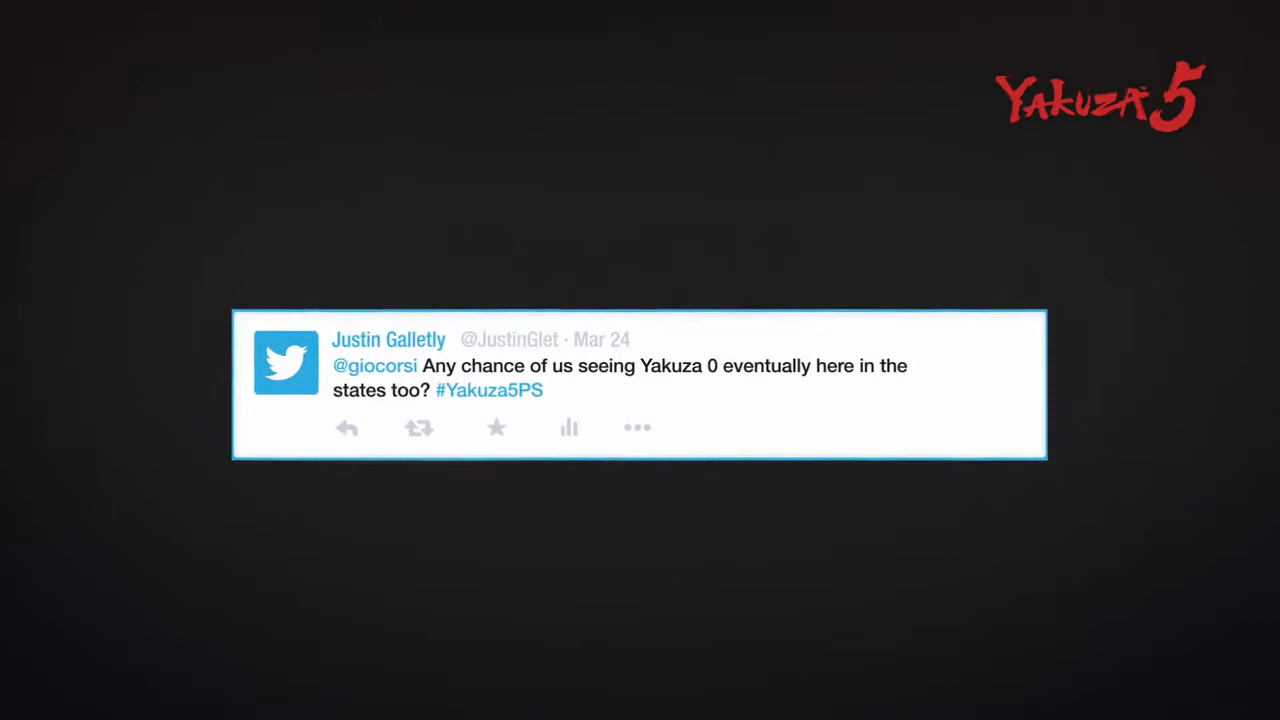 YAKUZA 5
Justin Galletly @JustinGlet · Mar 24
@giocorsi Any chance of us seeing Yakuza 0 eventually here in the
states too? #Yakuza5PS